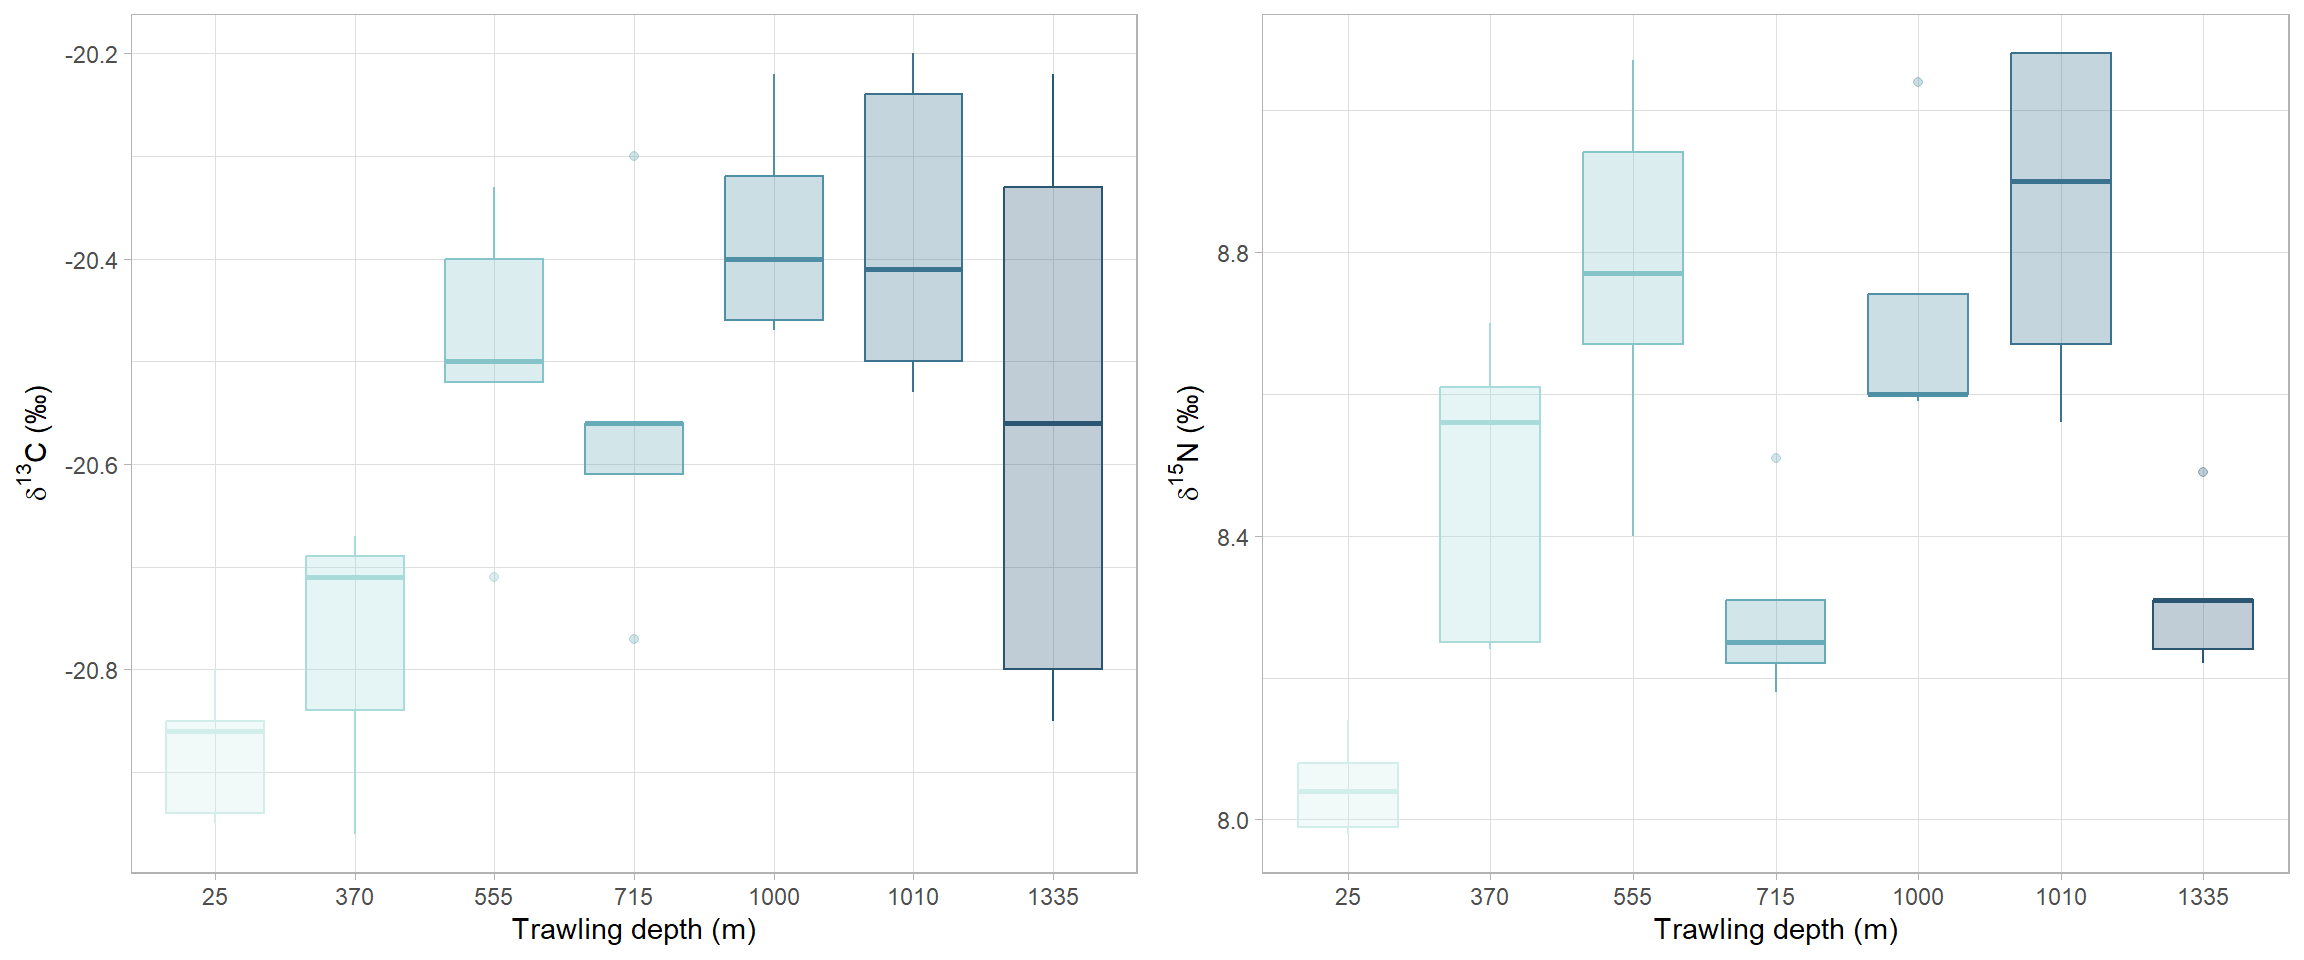 -20.2
-20.4
-20.6
-20.8
δ¹³C (‰)
25 370 555 715 1000 1010 1335
Trawling depth (m)
8.8
8.4
8.0
δ¹⁵N (‰)
25 370 555 715 1000 1010 1335
Trawling depth (m)